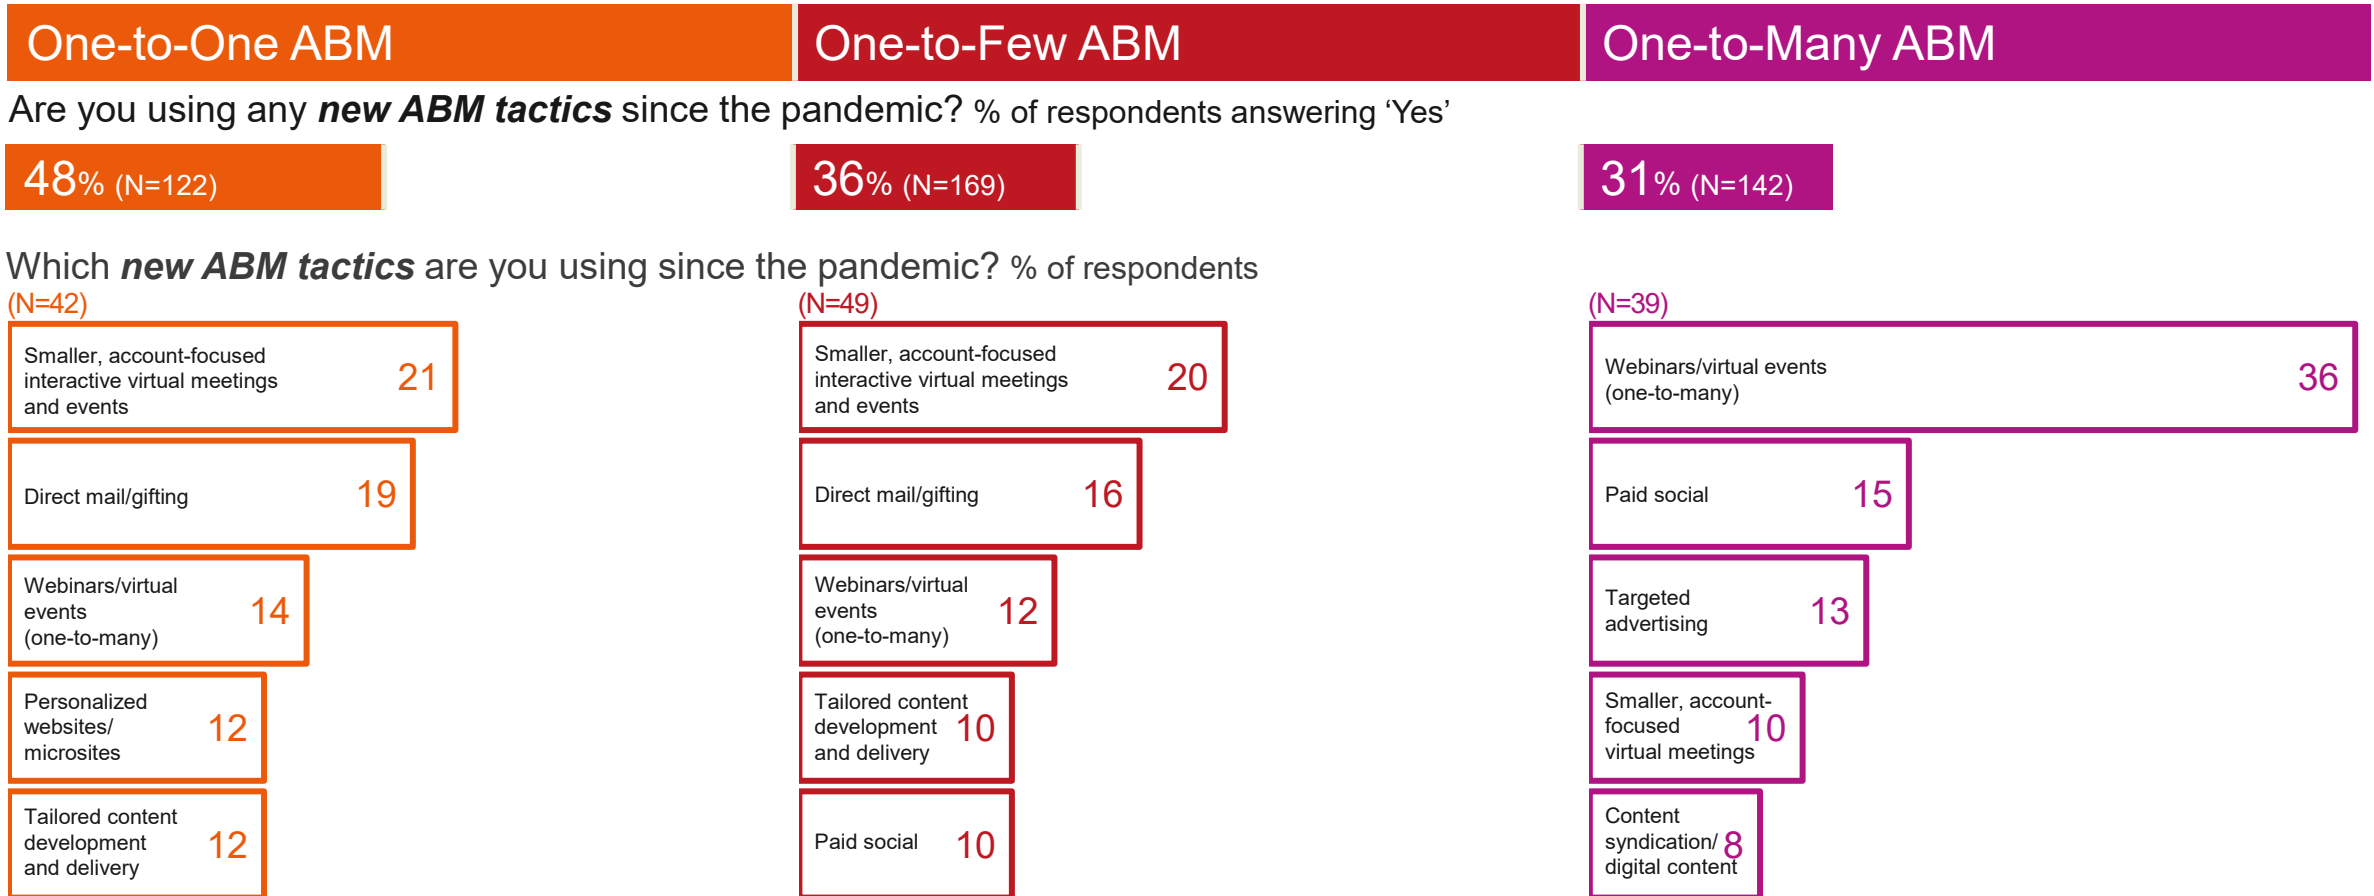 One-to-One ABM
One-to-Few ABM
One-to-Many ABM
Are you using any new ABM tactics since the pandemic? % of respondents answering ‘Yes’
48% (N=122)
36% (N=169)
31% (N=142)
Which new ABM tactics are you using since the pandemic? % of respondents
(N=42)
Smaller, account-focused
interactive virtual meetings
and events
21
Direct mail/gifting
19
Webinars/virtual
events
(one-to-many)
14
Personalized
websites/
microsites
12
Tailored content
development
and delivery
12
(N=49)
Smaller, account-focused
interactive virtual meetings
and events
20
Direct mail/gifting
16
Webinars/virtual
events
(one-to-many)
12
Tailored content
development
and delivery
10
Paid social
10
(N=39)
Webinars/virtual events
(one-to-many)
36
Paid social
15
Targeted
advertising
13
Smaller, account-
focused
virtual meetings
10
Content
syndication/
digital content
8